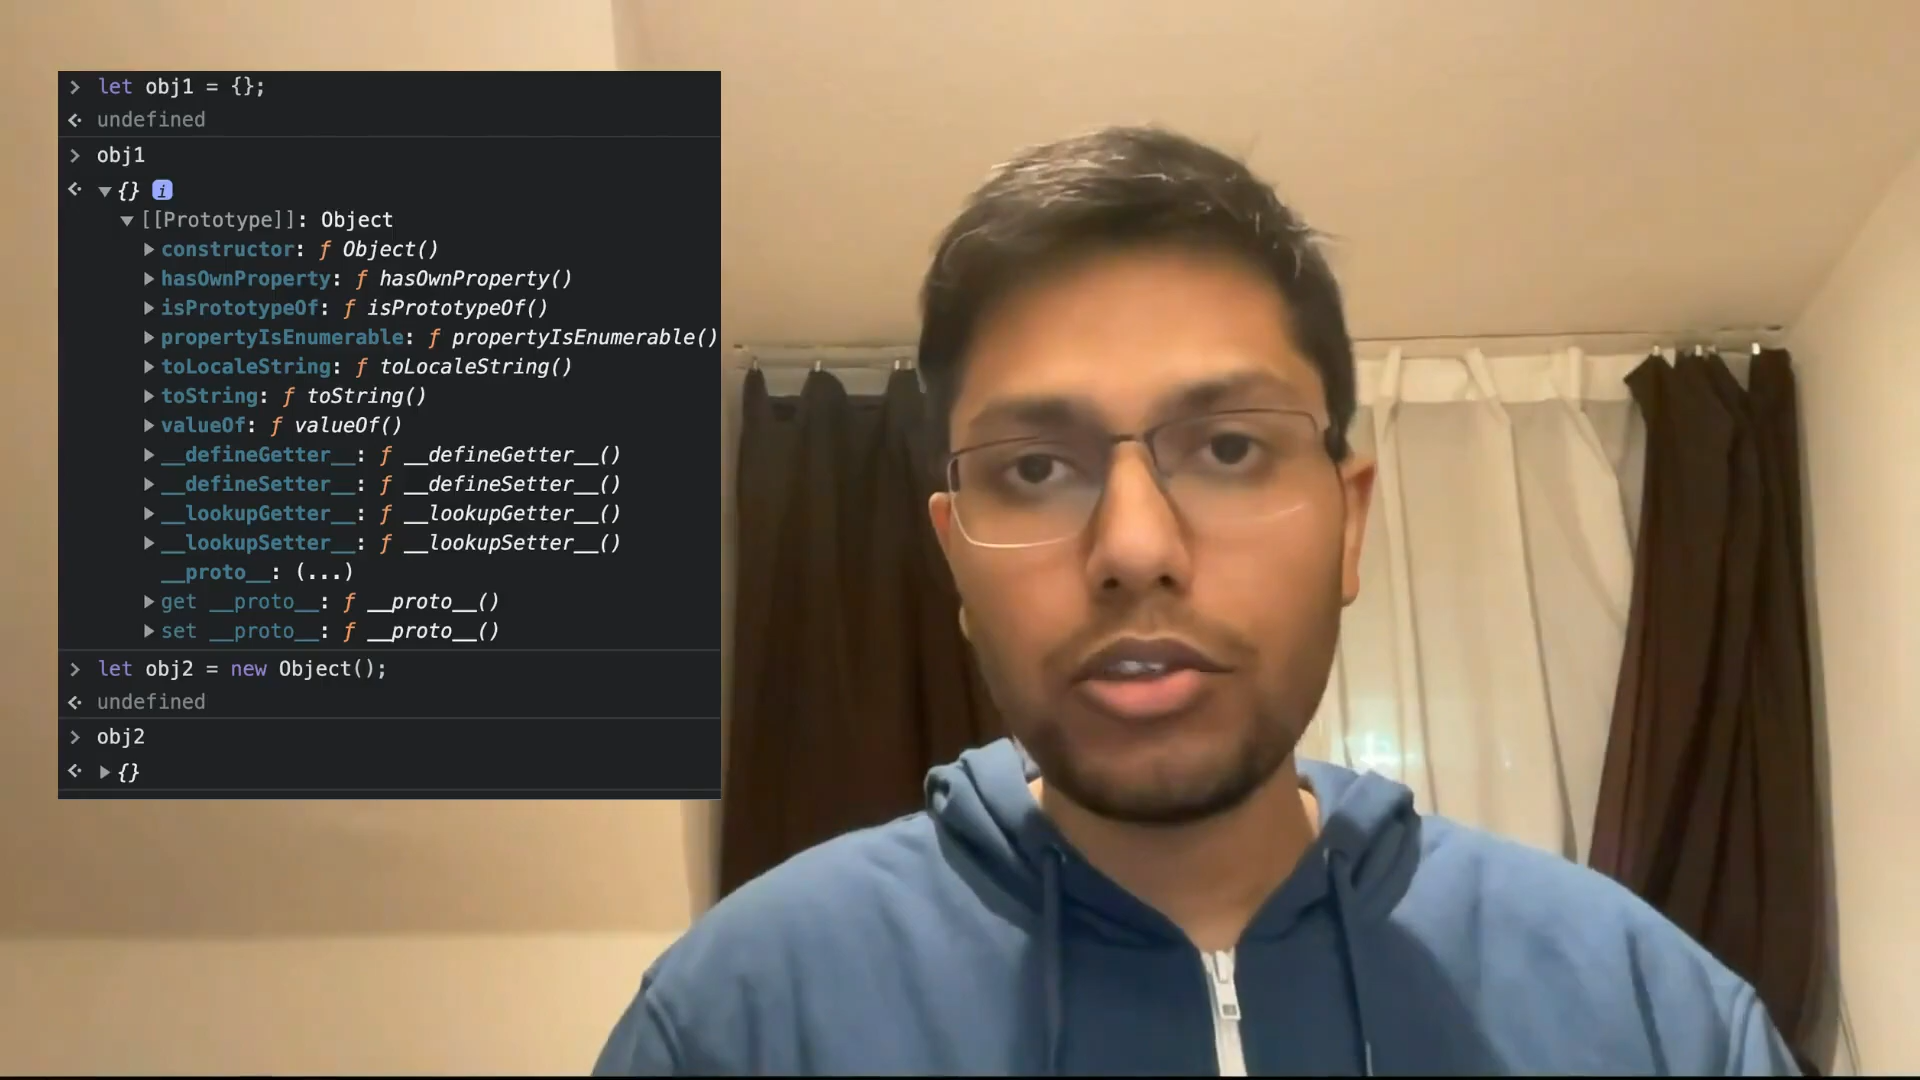 let obj1 = {};
undefined
obj1
{} i
[[Prototype]]: Object
constructor: ƒ Object()
hasOwnProperty: ƒ hasOwnProperty()
isPrototypeOf: ƒ isPrototypeOf()
propertyIsEnumerable: ƒ propertyIsEnumerable()
toLocaleString: ƒ toLocaleString()
toString: ƒ toString()
valueOf: ƒ valueOf()
__defineGetter__: ƒ __defineGetter__()
__defineSetter__: ƒ __defineSetter__()
__lookupGetter__: ƒ __lookupGetter__()
__lookupSetter__: ƒ __lookupSetter__()
__proto__: (...)
get __proto__: ƒ __proto__()
set __proto__: ƒ __proto__()
let obj2 = new Object();
undefined
obj2
{}